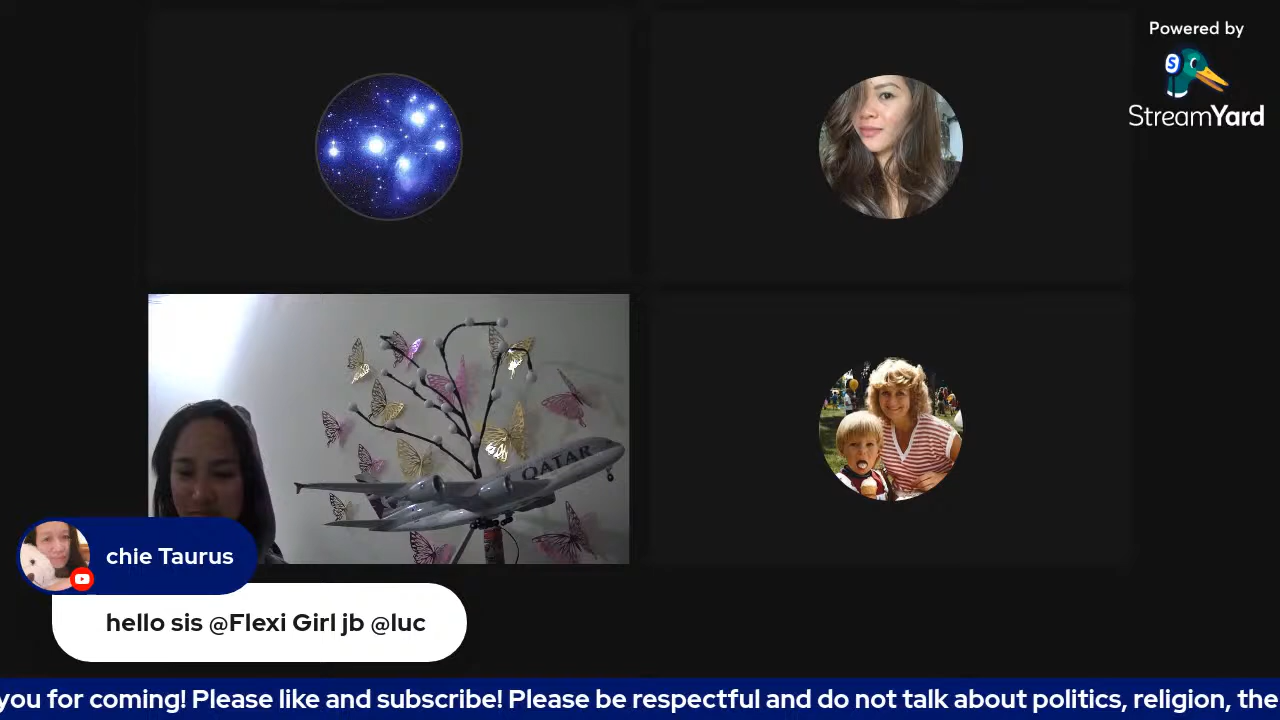 Powered by
StreamYard
QATAR
chie Taurus
hello sis @Flexi Girl jb @luc
you for coming! Please like and subscribe! Please be respectful and do not talk about politics, religion, the